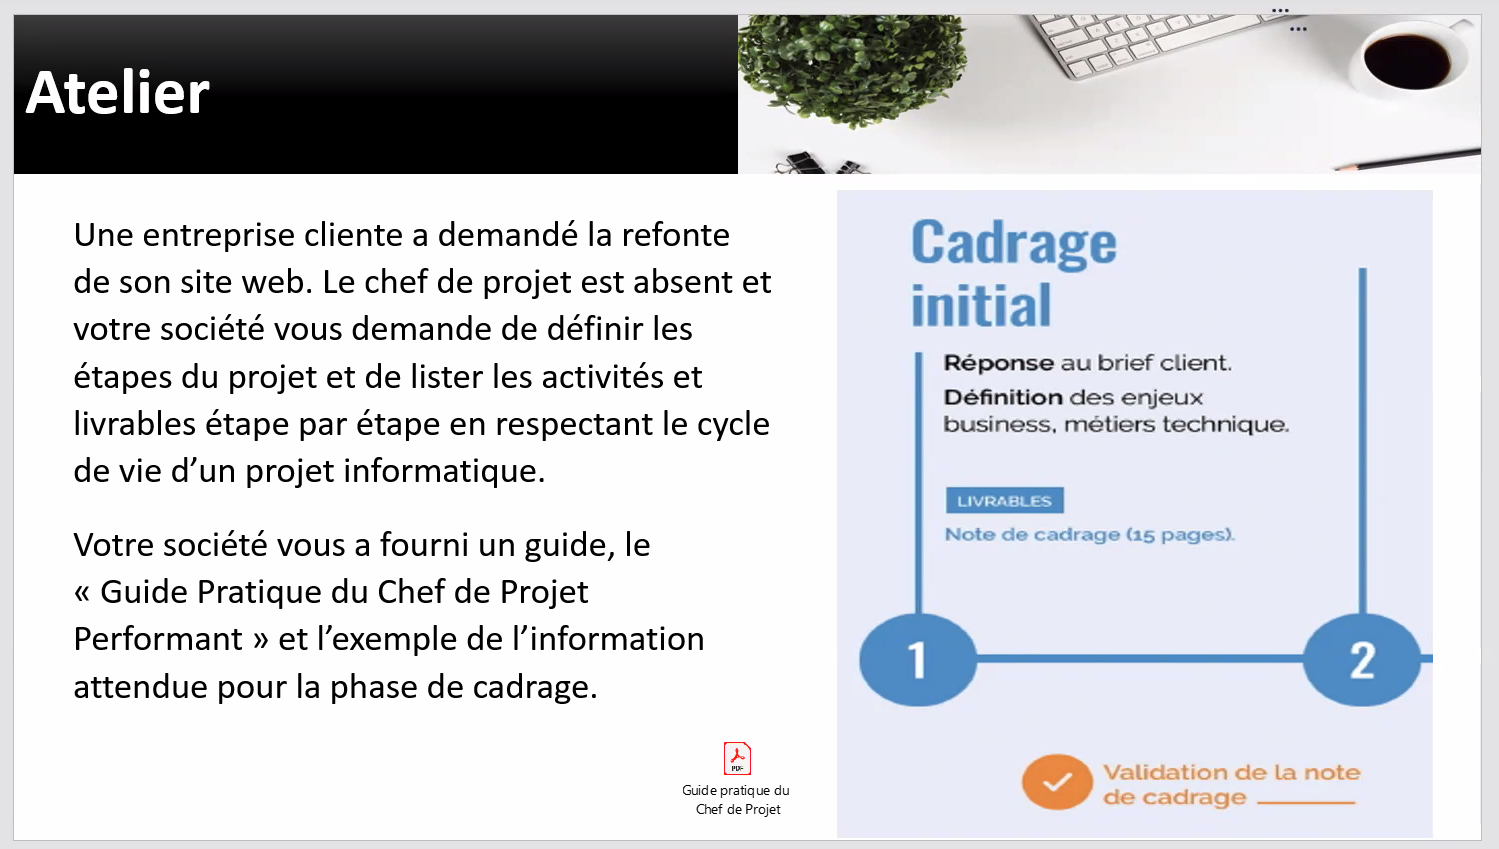 Atelier
Une entreprise cliente a demandé la refonte
de son site web. Le chef de projet est absent et
votre société vous demande de définir les
étapes du projet et de lister les activités et
livrables étape par étape en respectant le cycle
de vie d’un projet informatique.
Votre société vous a fourni un guide, le
« Guide Pratique du Chef de Projet
Performant » et l’exemple de l’information
attendue pour la phase de cadrage.
PDF
Guide pratique du
Chef de Projet
Cadrage
initial
Réponse au brief client.
Définition des enjeux
business, métiers technique.
LIVRABLES
Note de cadrage (15 pages).
1
2
Validation de la note
de cadrage